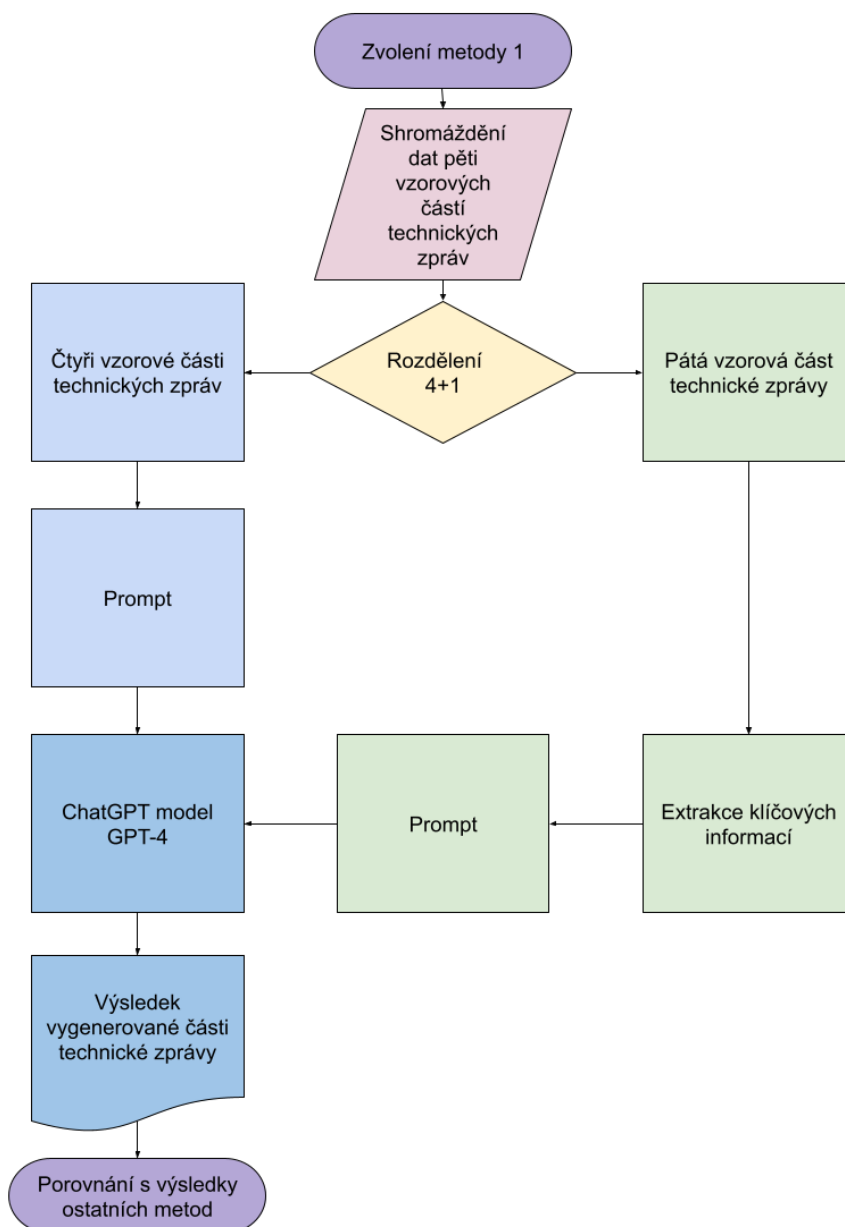 Zvolení metody 1
Shromáždění
dat pěti
vzorových
částí
technických
zpráv
Čtyři vzorové části
technických zpráv
Rozdělení
4+1
Pátá vzorová část
technické zprávy
Prompt
ChatGPT model
GPT-4
Prompt
Extrakce klíčových
informací
Výsledek
vygenerované části
technické zprávy
Porovnání s výsledky
ostatních metod